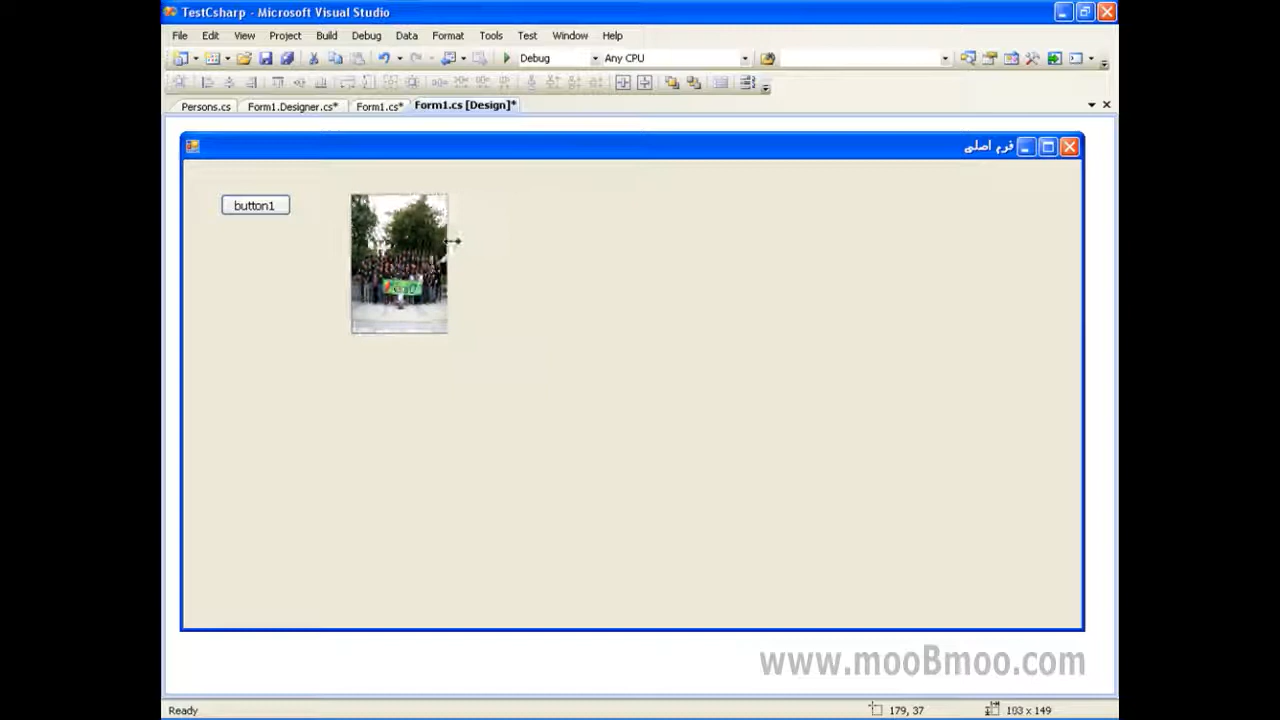 TestCsharp - Microsoft Visual Studio
File Edit View Project Build Debug Data Format Tools Test Window Help
Debug Any CPU
Persons.cs Form1.Designer.cs* Form1.cs* Form1.cs [Design]*
فرم اصلی
button1
www.mooBmoo.com
Ready 179, 37 103 x 149